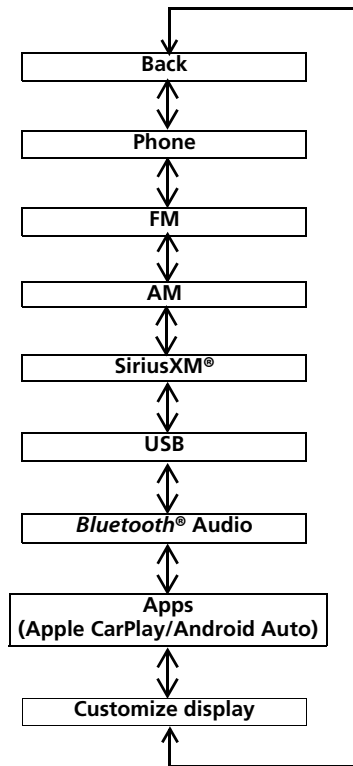 Back
Phone
FM
AM
SiriusXM®
USB
Bluetooth® Audio
Apps
(Apple CarPlay/Android Auto)
Customize display